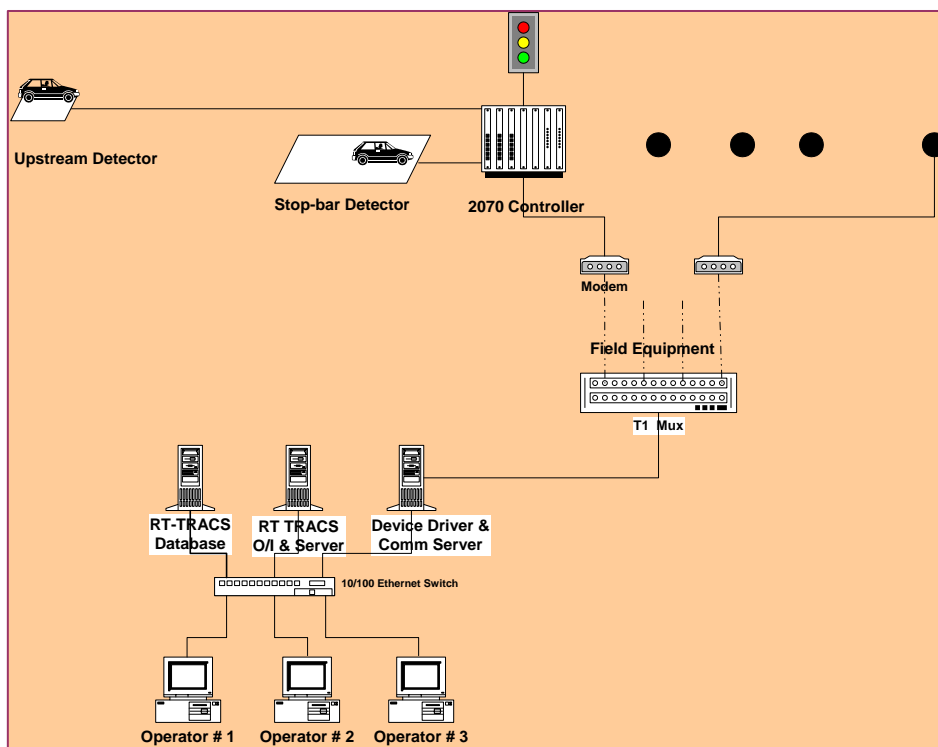 Upstream Detector
Stop-bar Detector
2070 Controller
Modem
Field Equipment
T1 Mux
RT-TRACS
Database
RT TRACS
O/I & Server
Device Driver &
Comm Server
10/100 Ethernet Switch
Operator # 1
Operator # 2
Operator # 3